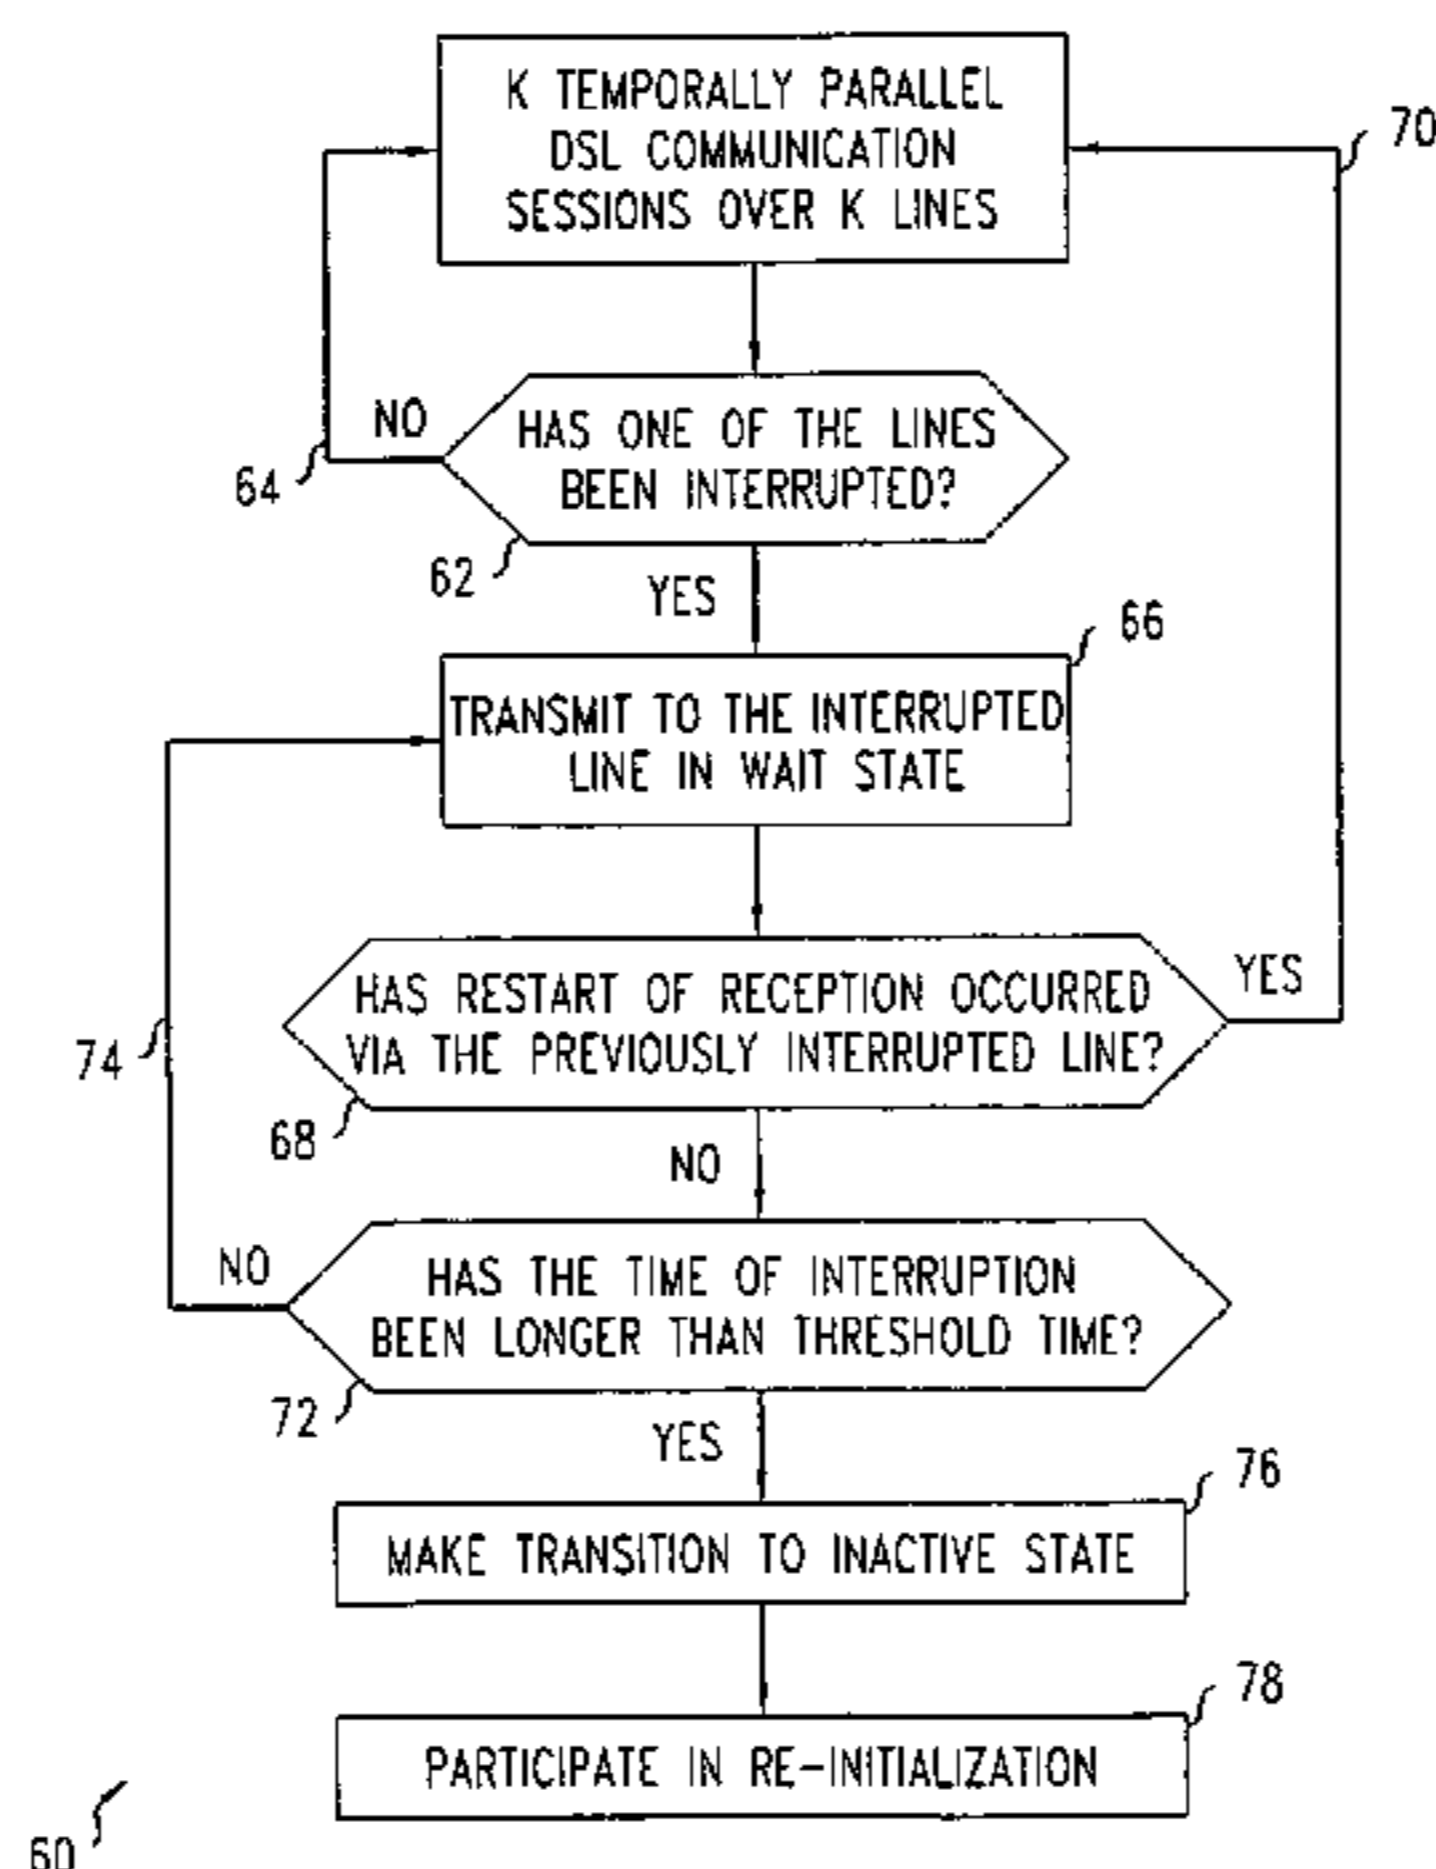 K TEMPORALLY PARALLEL
DSL COMMUNICATION
SESSIONS OVER K LINES
70
NO
HAS ONE OF THE LINES
BEEN INTERRUPTED?
64
62
YES
66
TRANSMIT TO THE INTERRUPTED
LINE IN WAIT STATE
HAS RESTART OF RECEPTION OCCURRED
VIA THE PREVIOUSLY INTERRUPTED LINE?
YES
74
68
NO
NO
HAS THE TIME OF INTERRUPTION
BEEN LONGER THAN THRESHOLD TIME?
72
YES
76
MAKE TRANSITION TO INACTIVE STATE
78
PARTICIPATE IN RE-INITIALIZATION
60